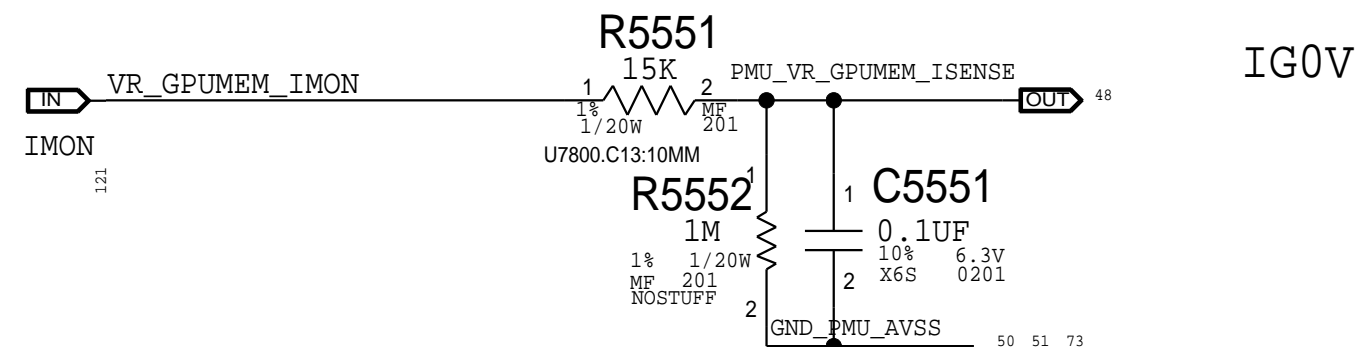 R5551
IG0V
15K
PMU_VR_GPUMEM_ISENSE
VR_GPUMEM_IMON
1
2
IN
OUT
48
1%
MF
1/20W
201
IMON
U7800.C13:10MM
121
1
R5552
1
C5551
1M
0.1UF
1%
1/20W
10%
6.3V
MF
201
X6S
0201
NOSTUFF
2
2
GND_PMU_AVSS
50 51 73